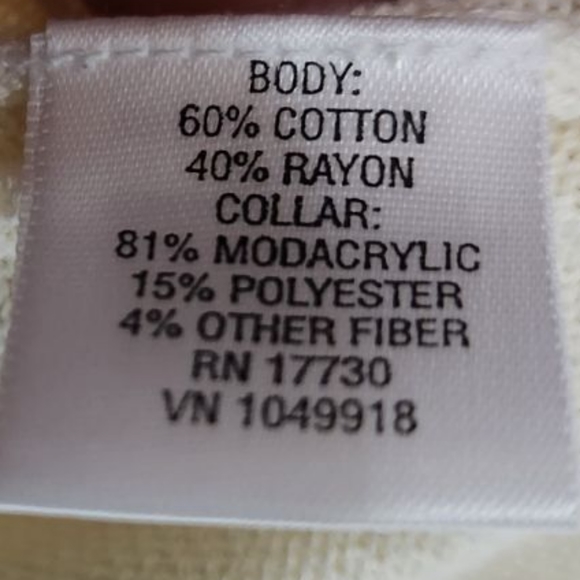 BODY:
60% COTTON
40% RAYON
COLLAR:
81% MODACRYLIC
15% POLYESTER
4% OTHER FIBER
RN 17730
VN 1049918